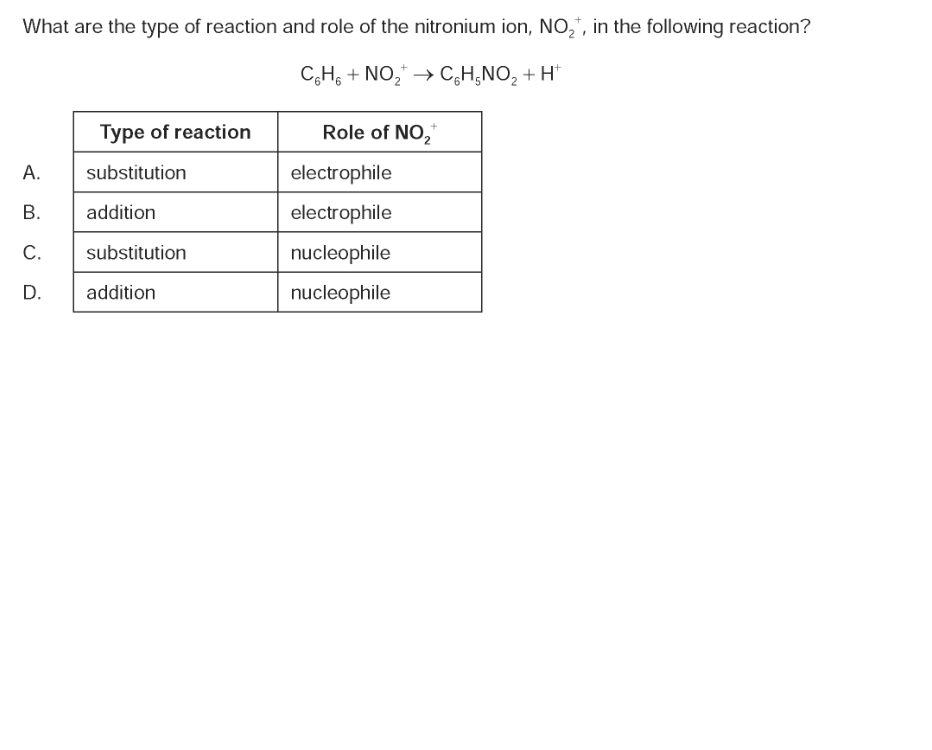 What are the type of reaction and role of the nitronium ion, NO₂⁺, in the following reaction?
C₆H₆ + NO₂⁺ → C₆H₅NO₂ + H⁺
Type of reaction Role of NO₂⁺
A. substitution electrophile
B. addition electrophile
C. substitution nucleophile
D. addition nucleophile